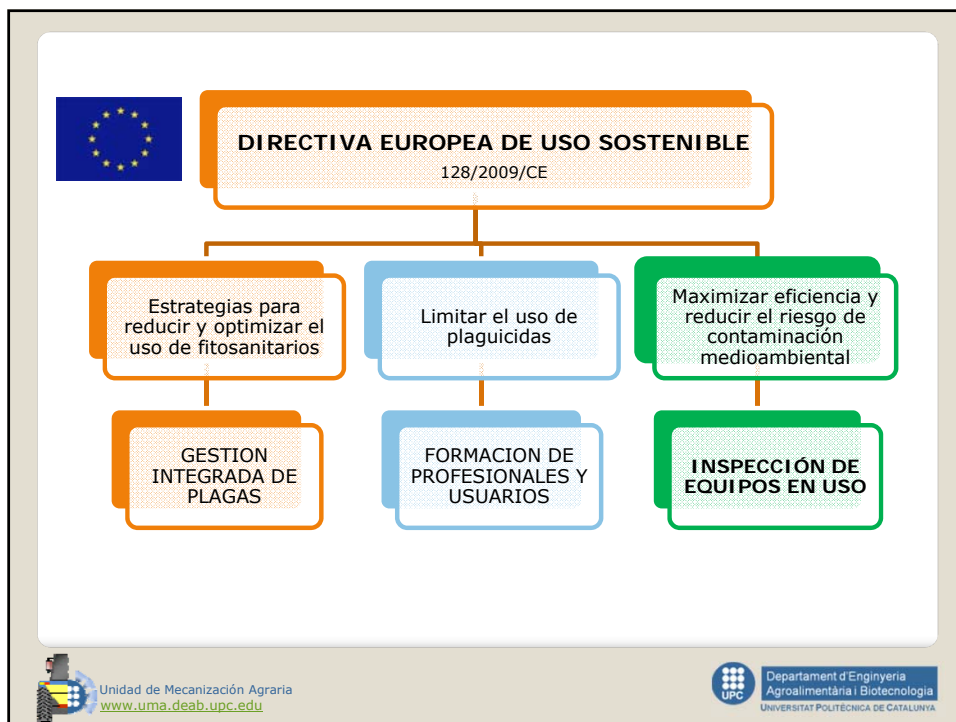 DIRECTIVA EUROPEA DE USO SOSTENIBLE
128/2009/CE
Estrategias para
reducir y optimizar el
uso de fitosanitarios
Limitar el uso de
plaguicidas
Maximizar eficiencia y
reducir el riesgo de
contaminación
medioambiental
GESTION
INTEGRADA DE
PLAGAS
FORMACION DE
PROFESIONALES Y
USUARIOS
INSPECCIÓN DE
EQUIPOS EN USO
Unidad de Mecanización Agraria
www.uma.deab.upc.edu
UPC
Departament d'Enginyeria
Agroalimentària i Biotecnologia
UNIVERSITAT POLITÈCNICA DE CATALUNYA